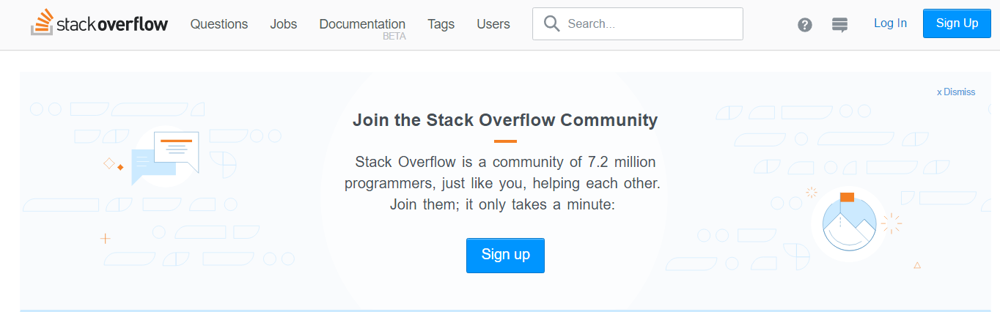 stackoverflow Questions Jobs Documentation Tags Users Search... ? Log In Sign Up
BETA
x Dismiss
Join the Stack Overflow Community
Stack Overflow is a community of 7.2 million
programmers, just like you, helping each other.
Join them; it only takes a minute:
Sign up